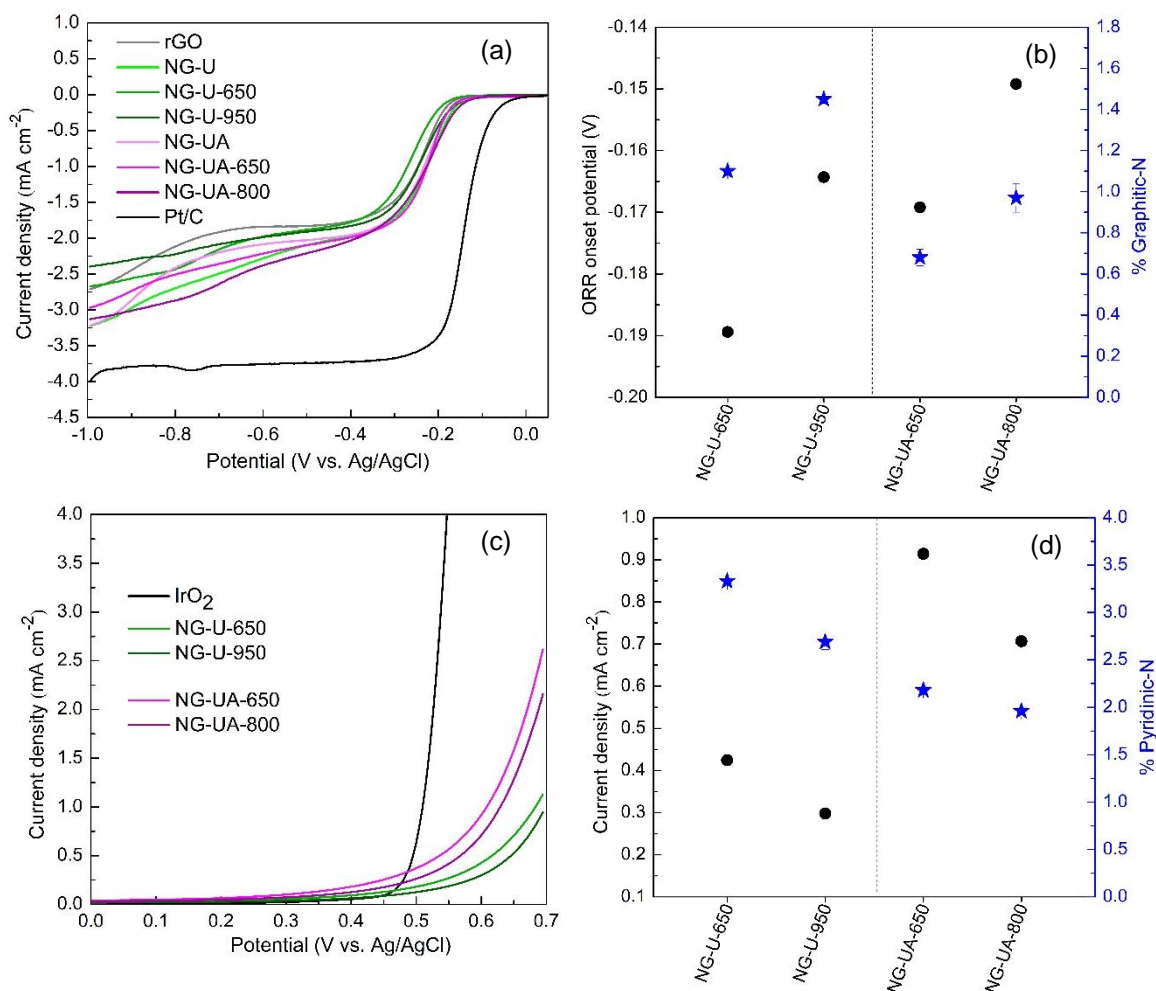 (a)
rGO
NG-U
NG-U-650
NG-U-950
NG-UA
NG-UA-650
NG-UA-800
Pt/C
1.0
0.5
0.0
-0.5
-1.0
-1.5
-2.0
-2.5
-3.0
-3.5
-4.0
-4.5
Current density (mA cm⁻²)
-1.0 -0.8 -0.6 -0.4 -0.2 0.0
Potential (V vs. Ag/AgCl)
(b)
-0.14
-0.15
-0.16
-0.17
-0.18
-0.19
-0.20
ORR onset potential (V)
1.8
1.6
1.4
1.2
1.0
0.8
0.6
0.4
0.2
0.0
% Graphitic-N
NG-U-650
NG-U-950
NG-UA-650
NG-UA-800
(c)
IrO₂
NG-U-650
NG-U-950
NG-UA-650
NG-UA-800
4.0
3.5
3.0
2.5
2.0
1.5
1.0
0.5
0.0
Current density (mA cm⁻²)
0.0 0.1 0.2 0.3 0.4 0.5 0.6 0.7
Potential (V vs. Ag/AgCl)
(d)
1.0
0.9
0.8
0.7
0.6
0.5
0.4
0.3
0.2
0.1
Current density (mA cm⁻²)
4.0
3.5
3.0
2.5
2.0
1.5
1.0
0.5
0.0
% Pyridinic-N
NG-U-650
NG-U-950
NG-UA-650
NG-UA-800